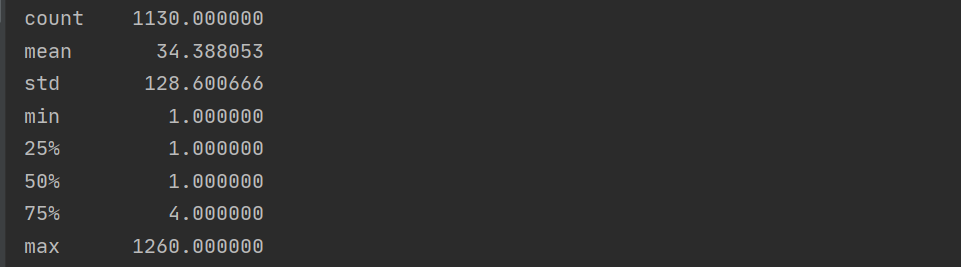 count    1130.000000
mean       34.388053
std       128.600666
min         1.000000
25%         1.000000
50%         1.000000
75%         4.000000
max      1260.000000